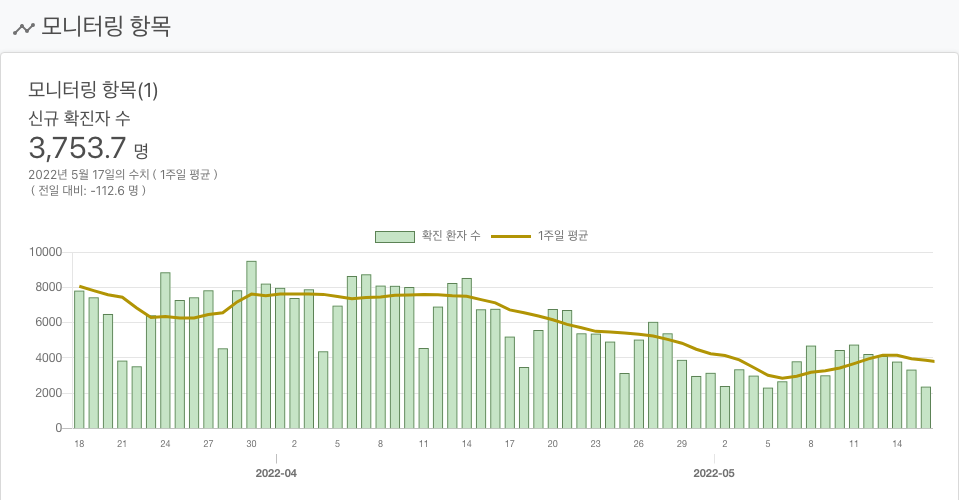 모니터링 항목
모니터링 항목(1)
신규 확진자 수
3,753.7 명
2022년 5월 17일의 수치 ( 1주일 평균 )
( 전일 대비: -112.6 명 )
확진 환자 수 1주일 평균
10000
8000
6000
4000
2000
0
18 21 24 27 30 2 5 8 11 14 17 20 23 26 29 2 5 8 11 14
2022-04 2022-05